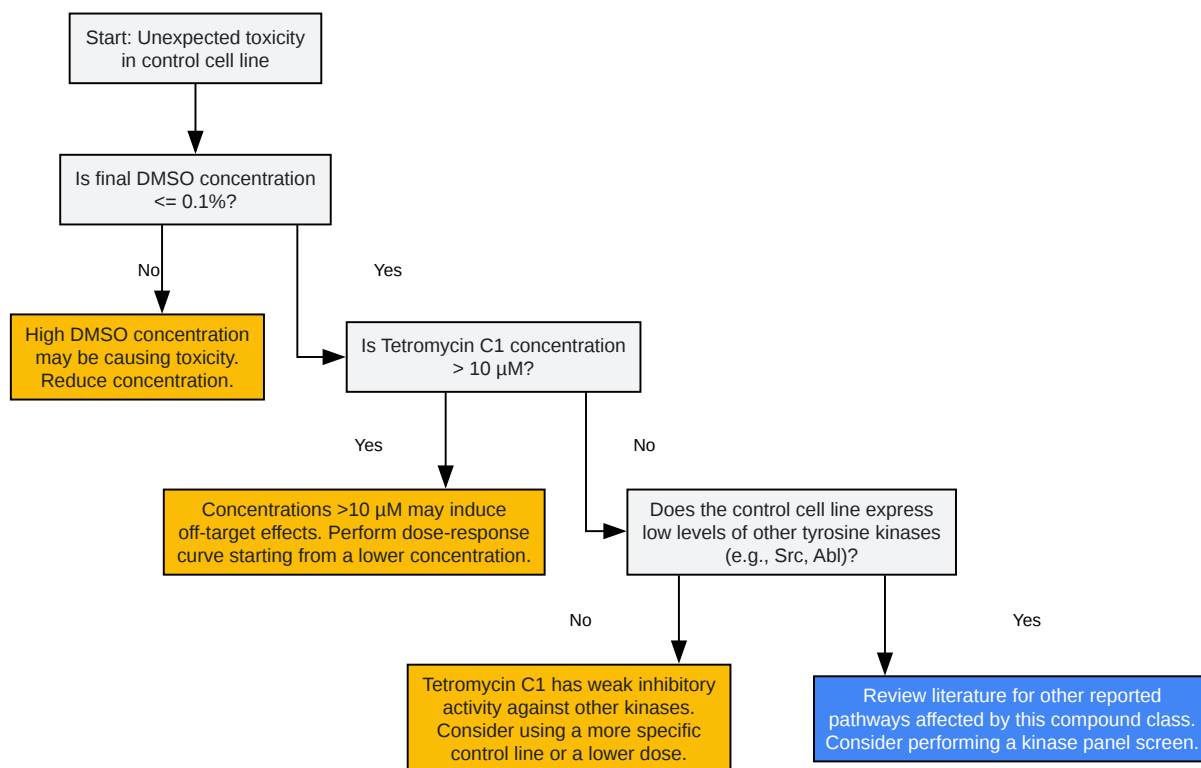 Start: Unexpected toxicity
in control cell line
Is final DMSO concentration
<= 0.1%?
No
Yes
High DMSO concentration
may be causing toxicity.
Reduce concentration.
Is Tetromycin C1 concentration
> 10 µM?
Yes
No
Concentrations >10 µM may induce
off-target effects. Perform dose-response
curve starting from a lower concentration.
Does the control cell line express
low levels of other tyrosine kinases
(e.g., Src, Abl)?
No
Yes
Tetromycin C1 has weak inhibitory
activity against other kinases.
Consider using a more specific
control line or a lower dose.
Review literature for other reported
pathways affected by this compound class.
Consider performing a kinase panel screen.